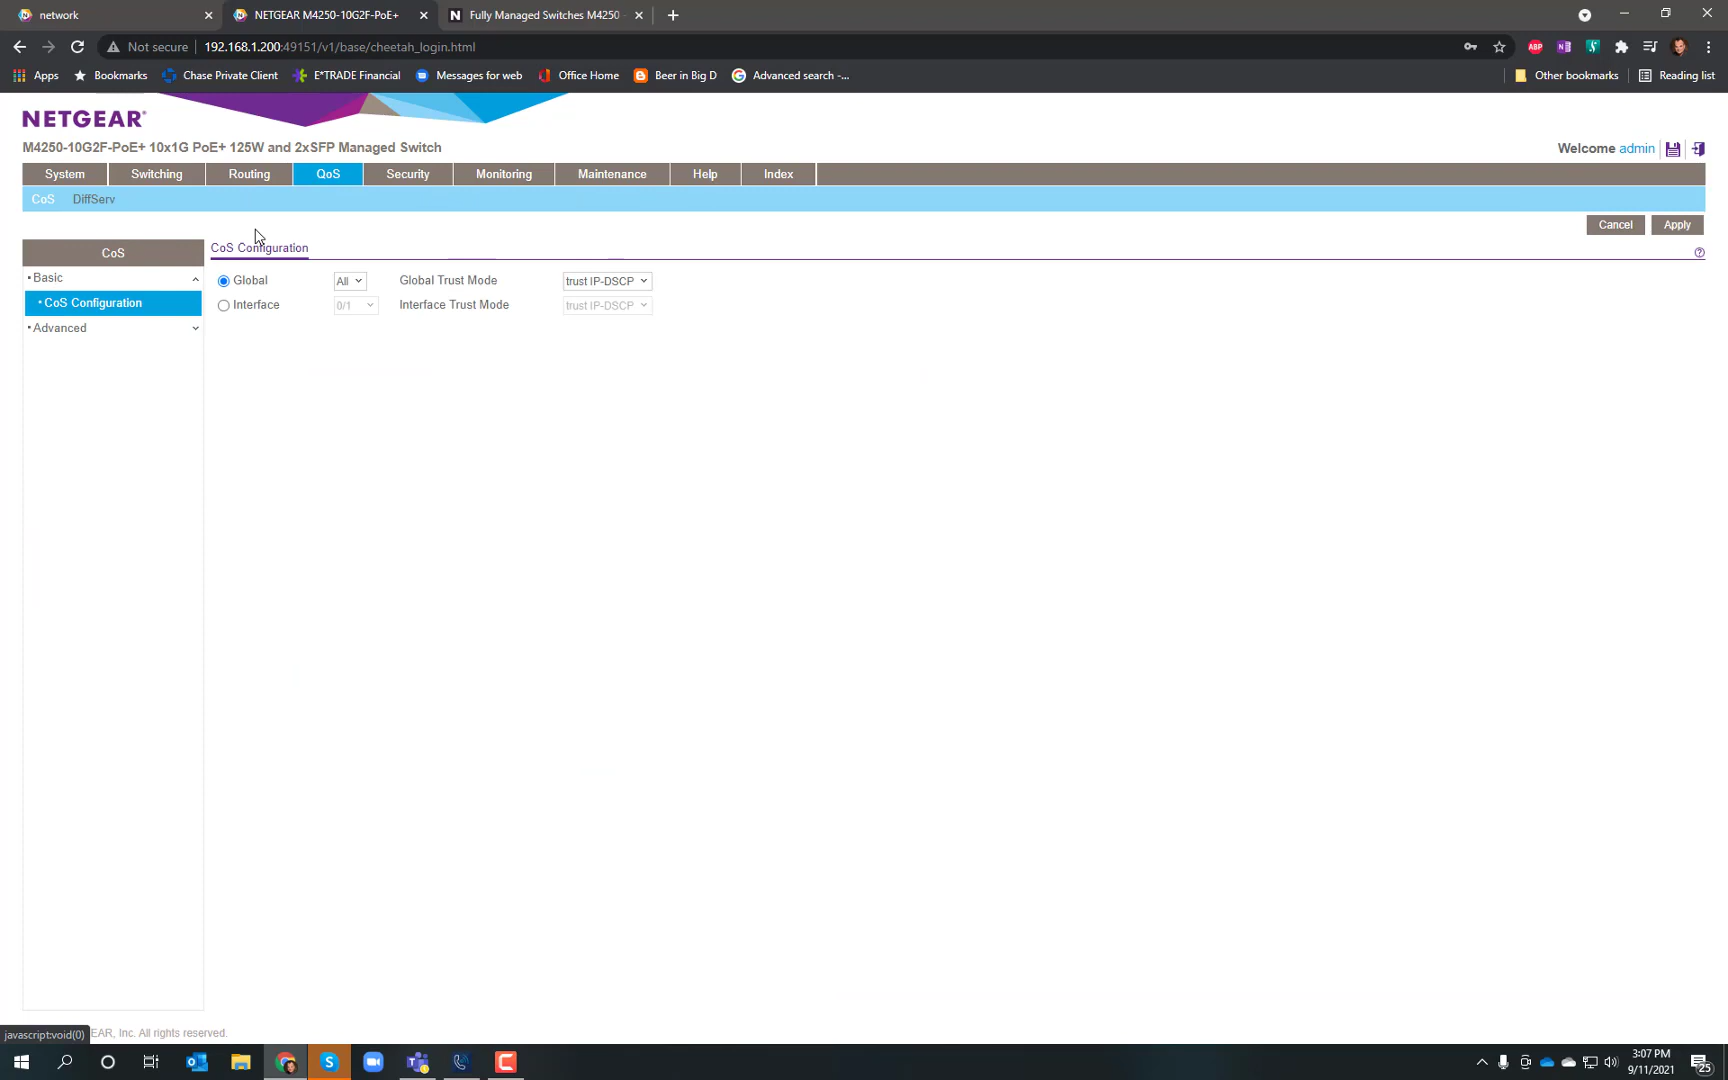 network
NETGEAR M4250-10G2F-PoE+
Fully Managed Switches M4250
Not secure 192.168.1.200:49151/v1/base/cheetah_login.html
ABP
Apps Bookmarks Chase Private Client E*TRADE Financial Messages for web Office Home Beer in Big D Advanced search -... Other bookmarks Reading list
NETGEAR®
M4250-10G2F-PoE+ 10x1G PoE+ 125W and 2xSFP Managed Switch
Welcome admin
System Switching Routing QoS Security Monitoring Maintenance Help Index
CoS DiffServ
Cancel Apply
CoS
CoS Configuration
• Basic
• CoS Configuration
• Advanced
Global All Global Trust Mode trust IP-DSCP
Interface 0/1 Interface Trust Mode trust IP-DSCP
javascript:void(0)
EAR, Inc. All rights reserved.
3:07 PM
9/11/2021
25